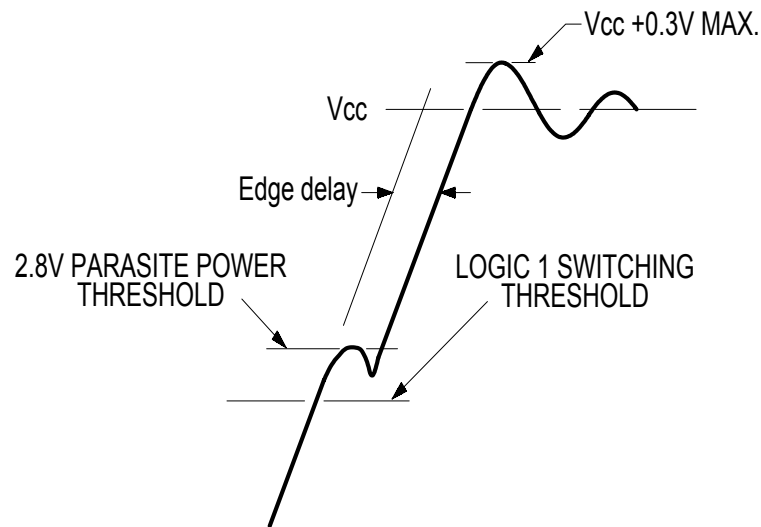 Vcc +0.3V MAX.
Vcc
Edge delay
2.8V PARASITE POWER
THRESHOLD
LOGIC 1 SWITCHING
THRESHOLD